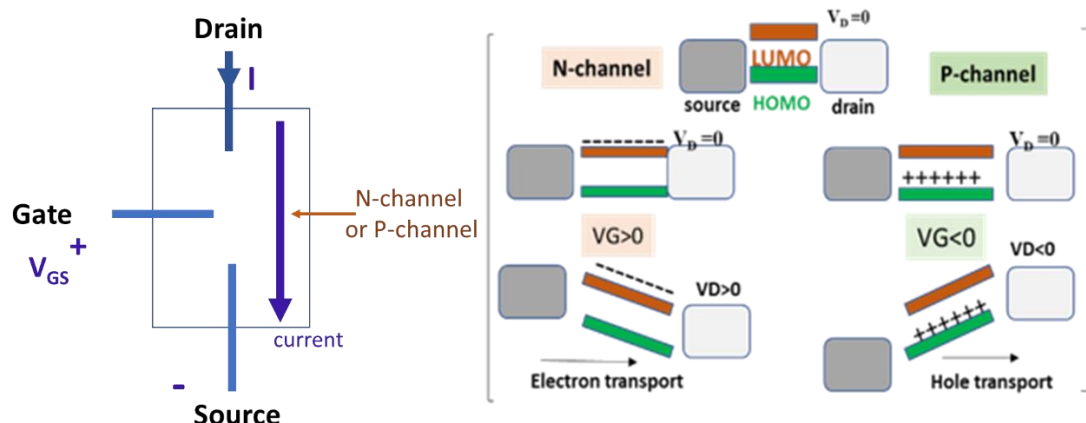 Drain
I
Gate
+
V_GS
N-channel
or P-channel
current
-
Source
V_D=0
N-channel
LUMO
P-channel
source
HOMO
drain
V_D=0
V_D=0
++++++
VG>0
VG<0
VD<0
VD>0
++++++
Electron transport
Hole transport